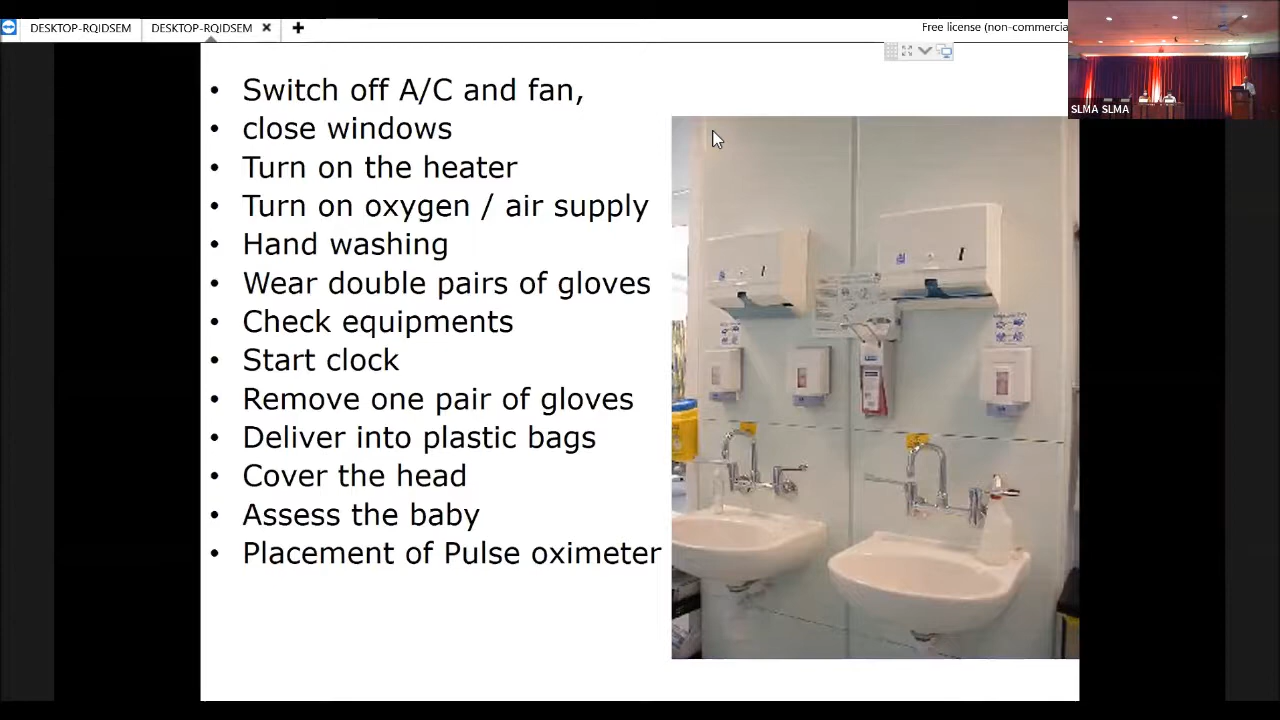 DESKTOP-RQIDSEM
DESKTOP-RQIDSEM
Free license (non-commercia
SLMA SLMA
• Switch off A/C and fan,
• close windows
• Turn on the heater
• Turn on oxygen / air supply
• Hand washing
• Wear double pairs of gloves
• Check equipments
• Start clock
• Remove one pair of gloves
• Deliver into plastic bags
• Cover the head
• Assess the baby
• Placement of Pulse oximeter